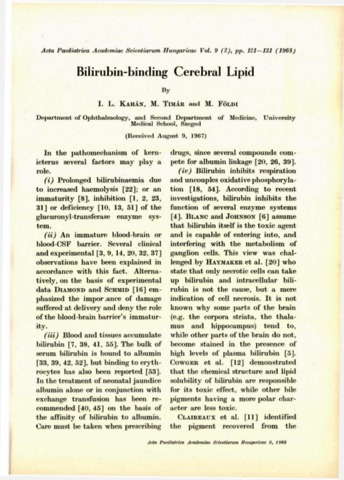 Acta Paediatrica Academiae Scientiarum Hungaricae Vol. 9 (2), pp. 121—131 (1968)
Bilirubin-binding Cerebral Lipid
By
I. L. Kahán, M. Timár and M. Földi
Department of Ophthalmology, and Second Department of Medicine, University
Medical School, Szeged
(Received August 9, 1967)
In the pathomechanism of kern-
icterus several factors may play a
role.
(i) Prolonged bilirubinaemia due
to increased haemolysis [22]; or an
immaturity [8], inhibition [1, 2, 23,
31] or deficiency [10, 13, 51] of the
glucuronyl-transferase enzyme sys-
tem.
(ii) An immature blood-brain or
blood-CSF barrier. Several clinical
and experimental [3, 9, 14, 20, 32, 37]
observations have been explained in
accordance with this fact. Alterna-
tively, on the basis of experimental
data Diamond and Schmid [16] em-
phasized the impor ance of damage
suffered at delivery and deny the role
of the blood-brain barrier's immatur-
ity.
(iii) Blood and tissues accumulate
bilirubin [7, 38, 41, 55]. The bulk of
serum bilirubin is bound to albumin
[33, 39, 42, 52], but binding to eryth-
rocytes has also been reported [53].
In the treatment of neonatal jaundice
albumin alone or in conjunction with
exchange transfusion has been re-
commended [40, 45] on the basis of
the affinity of bilirubin to albumin.
Care must be taken when prescribing
drugs, since several compounds com-
pete for albumin linkage [20, 26, 39].
(iv) Bilirubin inhibits respiration
and uncouples oxidative phosphoryla-
tion [18, 54]. According to recent
investigations, bilirubin inhibits the
function of several enzyme systems
[4]. Blanc and Johnson [6] assume
that bilirubin itself is the toxic agent
and is capable of entering into, and
interfering with the metabolism of
ganglion cells. This view was chal-
lenged by Haymaker et al. [20] who
state that only necrotic cells can take
up bilirubin and intracellular bili-
rubin is not the cause, but a mere
indication of cell necrosis. It is not
known why some parts of the brain
(e.g. the corpora striata, the thala-
mus and hippocampus) tend to,
while other parts of the brain do not,
become stained in the presence of
high levels of plasma bilirubin [5].
Cowger et al. [12] demonstrated
that the chemical structure and lipid
solubility of bilirubin are responsible
for its toxic effect, while other bile
pigments having a more polar char-
acter are less toxic.
Claireaux et al. [11] identified
the pigment recovered from the
Acta Paediatrica Academiae Scientiarum Hungaricae 9, 1968